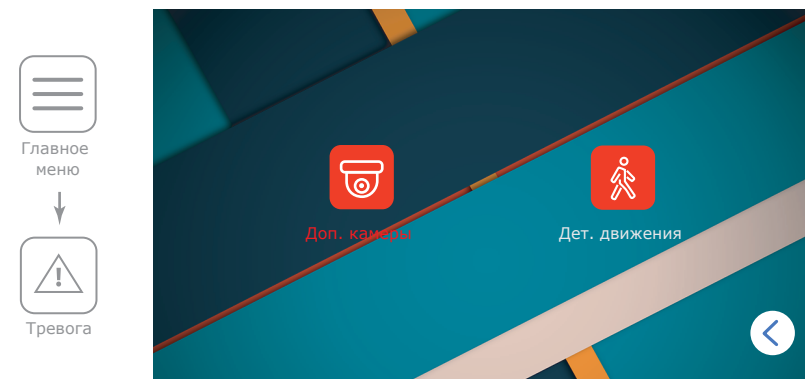 Главное
меню
Тревога
Доп. камеры
Дет. движения